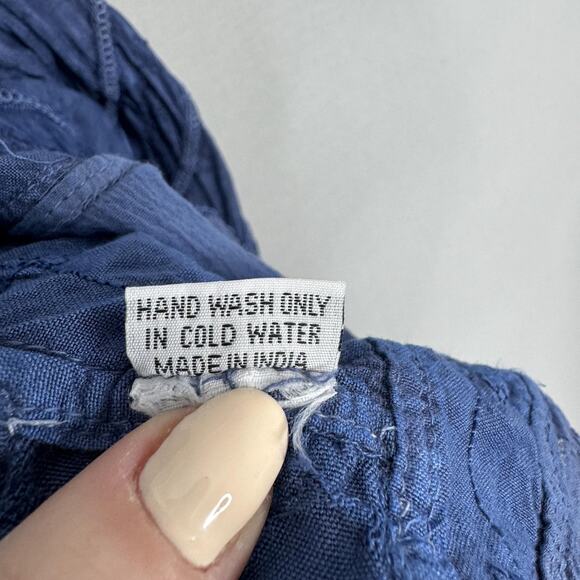 HAND WASH ONLY
IN COLD WATER
MADE IN INDIA